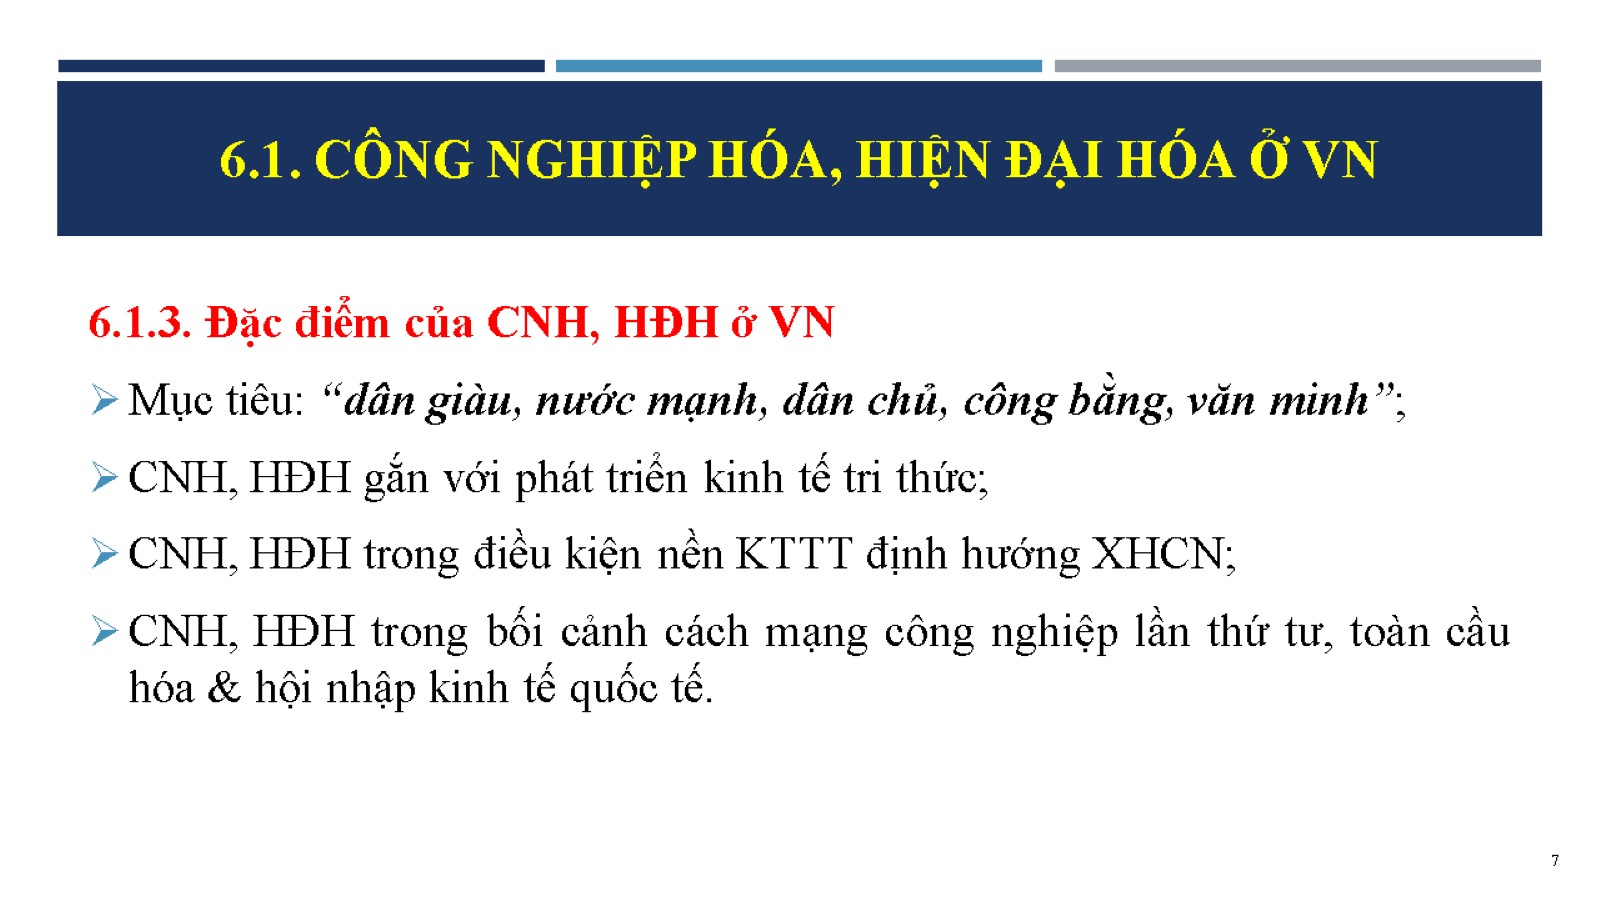 6.1. CÔNG NGHIỆP HÓA, HIỆN ĐẠI HÓA Ở VN
6.1.3. Đặc điểm của CNH, HĐH ở VN
➢ Mục tiêu: “dân giàu, nước mạnh, dân chủ, công bằng, văn minh”;
➢ CNH, HĐH gắn với phát triển kinh tế tri thức;
➢ CNH, HĐH trong điều kiện nền KTTT định hướng XHCN;
➢ CNH, HĐH trong bối cảnh cách mạng công nghiệp lần thứ tư, toàn cầu
hóa & hội nhập kinh tế quốc tế.
7